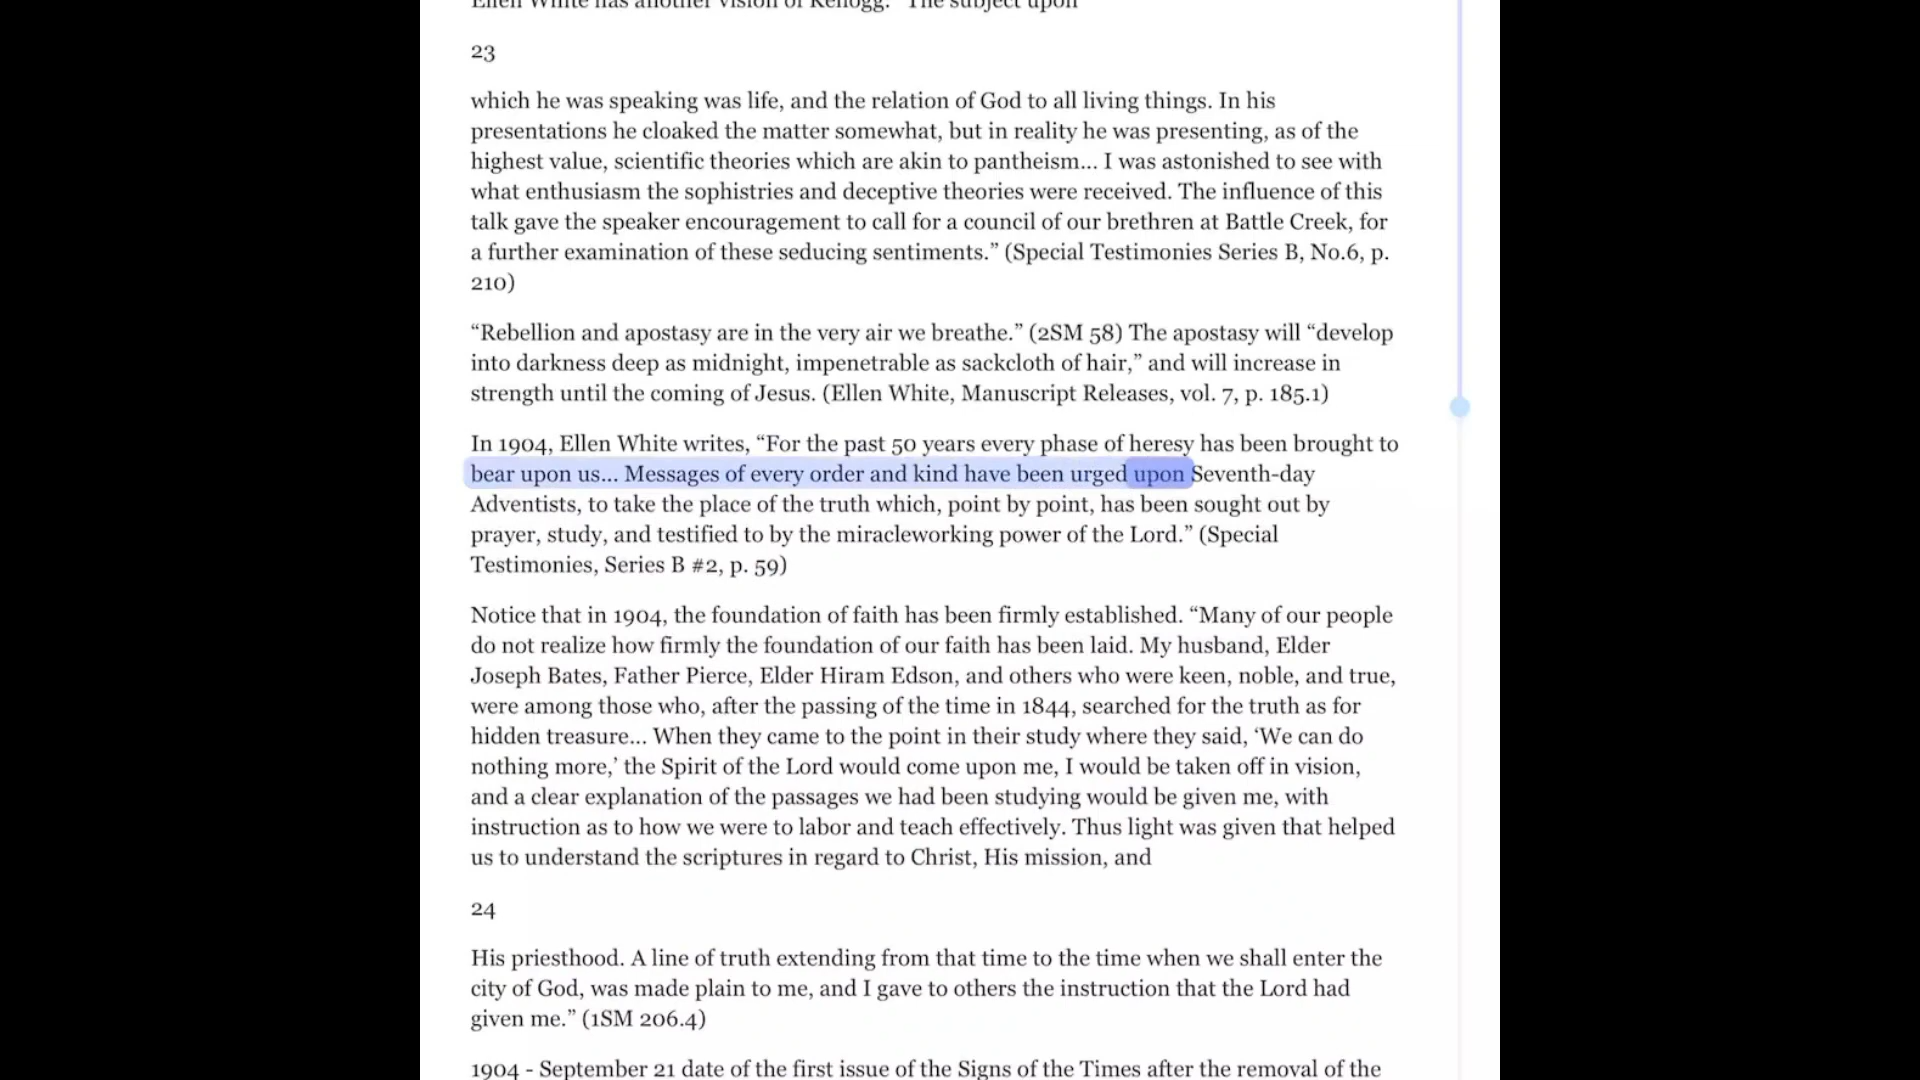 Ellen White has another vision of Kellogg. “The subject upon
23
which he was speaking was life, and the relation of God to all living things. In his
presentations he cloaked the matter somewhat, but in reality he was presenting, as of the
highest value, scientific theories which are akin to pantheism... I was astonished to see with
what enthusiasm the sophistries and deceptive theories were received. The influence of this
talk gave the speaker encouragement to call for a council of our brethren at Battle Creek, for
a further examination of these seducing sentiments.” (Special Testimonies Series B, No.6, p.
210)
“Rebellion and apostasy are in the very air we breathe.” (2SM 58) The apostasy will “develop
into darkness deep as midnight, impenetrable as sackcloth of hair,” and will increase in
strength until the coming of Jesus. (Ellen White, Manuscript Releases, vol. 7, p. 185.1)
In 1904, Ellen White writes, “For the past 50 years every phase of heresy has been brought to
bear upon us... Messages of every order and kind have been urged upon Seventh-day
Adventists, to take the place of the truth which, point by point, has been sought out by
prayer, study, and testified to by the miracleworking power of the Lord.” (Special
Testimonies, Series B #2, p. 59)
Notice that in 1904, the foundation of faith has been firmly established. “Many of our people
do not realize how firmly the foundation of our faith has been laid. My husband, Elder
Joseph Bates, Father Pierce, Elder Hiram Edson, and others who were keen, noble, and true,
were among those who, after the passing of the time in 1844, searched for the truth as for
hidden treasure... When they came to the point in their study where they said, ‘We can do
nothing more,’ the Spirit of the Lord would come upon me, I would be taken off in vision,
and a clear explanation of the passages we had been studying would be given me, with
instruction as to how we were to labor and teach effectively. Thus light was given that helped
us to understand the scriptures in regard to Christ, His mission, and
24
His priesthood. A line of truth extending from that time to the time when we shall enter the
city of God, was made plain to me, and I gave to others the instruction that the Lord had
given me.” (1SM 206.4)
1904 - September 21 date of the first issue of the Signs of the Times after the removal of the